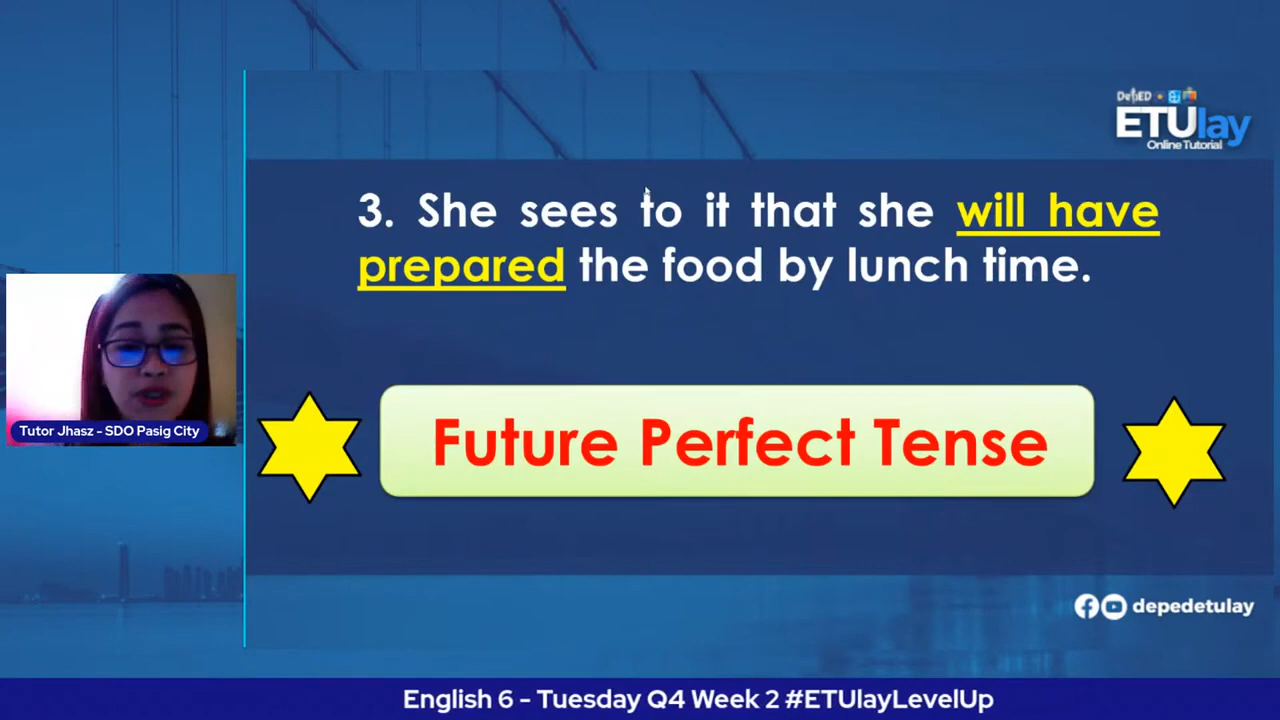 DepED
ETUlay
Online Tutorial
3. She sees to it that she will have
prepared the food by lunch time.
Future Perfect Tense
Tutor Jhasz - SDO Pasig City
depedetulay
English 6 - Tuesday Q4 Week 2 #ETUlayLevelUp